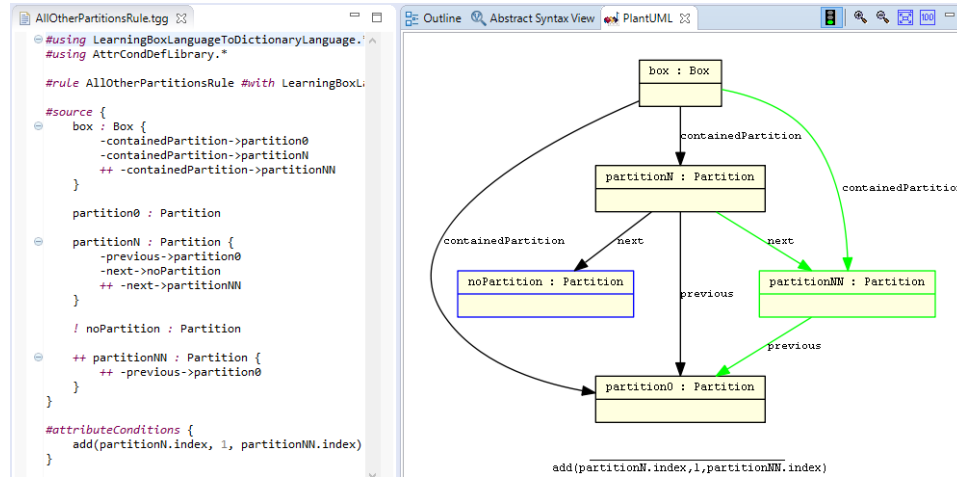 AllOtherPartitionsRule.tgg
#using LearningBoxLanguageToDictionaryLanguage.*
#using AttrCondDefLibrary.*
#rule AllOtherPartitionsRule #with LearningBoxLa
#source {
box : Box {
-containedPartition->partition0
-containedPartition->partitionN
++ -containedPartition->partitionNN
}
partition0 : Partition
partitionN : Partition {
-previous->partition0
-next->noPartition
++ -next->partitionNN
}
! noPartition : Partition
++ partitionNN : Partition {
++ -previous->partition0
}
}
#attributeConditions {
add(partitionN.index, 1, partitionNN.index)
}
Outline
Abstract Syntax View
PlantUML
100
box : Box
containedPartition
partitionN : Partition
containedPartition
containedPartition
next
next
noPartition : Partition
partitionNN : Partition
previous
previous
partition0 : Partition
add(partitionN.index,1,partitionNN.index)